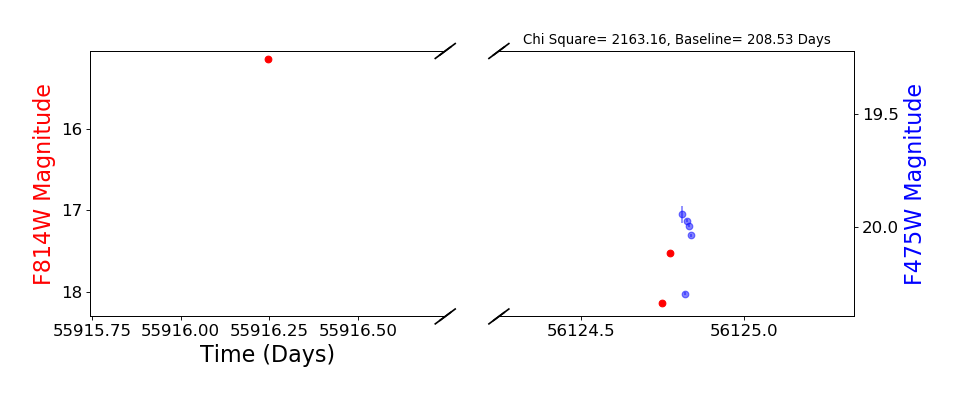 Chi Square= 2163.16, Baseline= 208.53 Days
F814W Magnitude
16
17
18
19.5
20.0
F475W Magnitude
55915.75 55916.00 55916.25 55916.50 56124.5 56125.0
Time (Days)